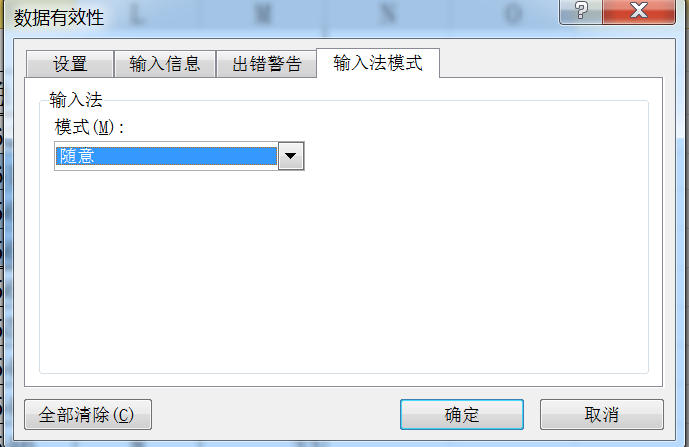 数据有效性
L M N O
设置 输入信息 出错警告 输入法模式
输入法
模式(M):
随意
全部清除(C) 确定 取消